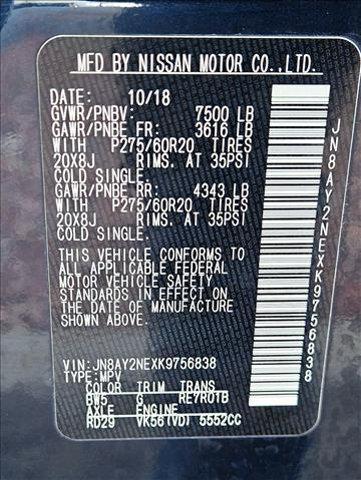 MFD BY NISSAN MOTOR CO.,LTD.
DATE: 10/18
GVWR/PNBV: 7500 LB
GAWR/PNBE FR: 3616 LB
WITH P275/60R20 TIRES
20X8J RIMS, AT 35PSI
COLD SINGLE.
GAWR/PNBE RR: 4343 LB
WITH P275/60R20 TIRES
20X8J RIMS, AT 35PSI
COLD SINGLE.
THIS VEHICLE CONFORMS TO
ALL APPLICABLE FEDERAL
MOTOR VEHICLE SAFETY
STANDARDS IN EFFECT ON
THE DATE OF MANUFACTURE
SHOWN ABOVE.
VIN: JN8AY2NEXK9756838
TYPE: MPV
COLOR TRIM TRANS
BW5 G RE7R01B
AXLE ENGINE
RD29 VK56(VD) 5552CC
JN8AY2NEXK9756838